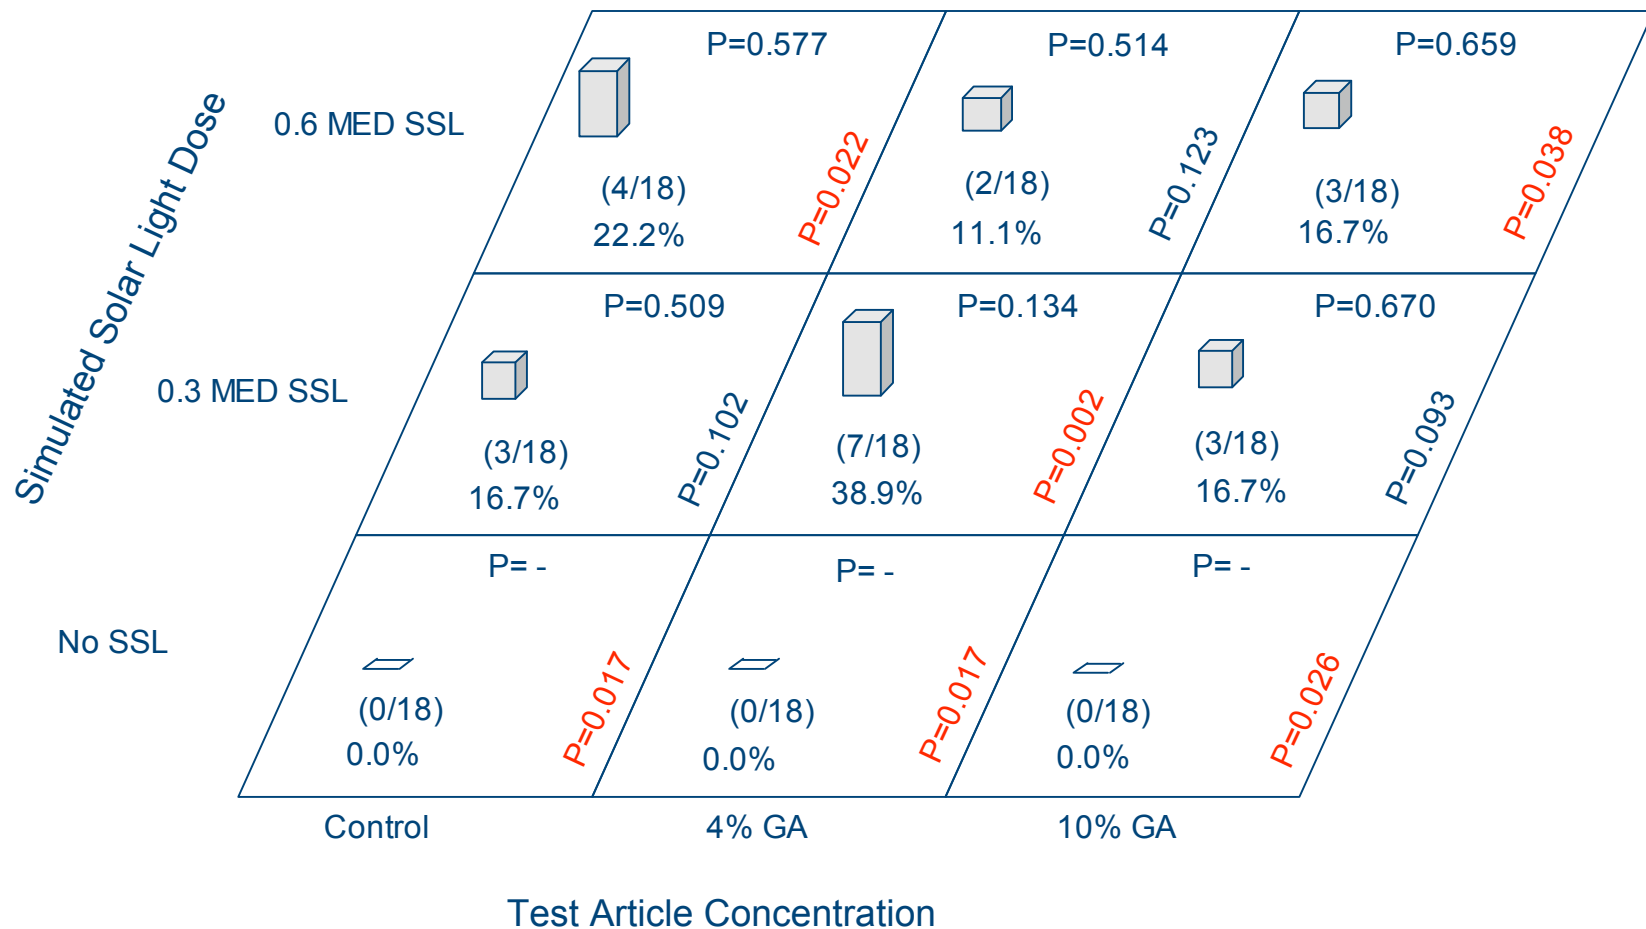 Simulated Solar Light Dose
0.6 MED SSL
P=0.577
(4/18)
22.2%
P=0.022
P=0.514
(2/18)
11.1%
P=0.123
P=0.659
(3/18)
16.7%
P=0.038
0.3 MED SSL
P=0.509
(3/18)
16.7%
P=0.102
P=0.134
(7/18)
38.9%
P=0.002
P=0.670
(3/18)
16.7%
P=0.093
No SSL
P= -
(0/18)
0.0%
P=0.017
P= -
(0/18)
0.0%
P=0.017
P= -
(0/18)
0.0%
P=0.026
Control
4% GA
10% GA
Test Article Concentration